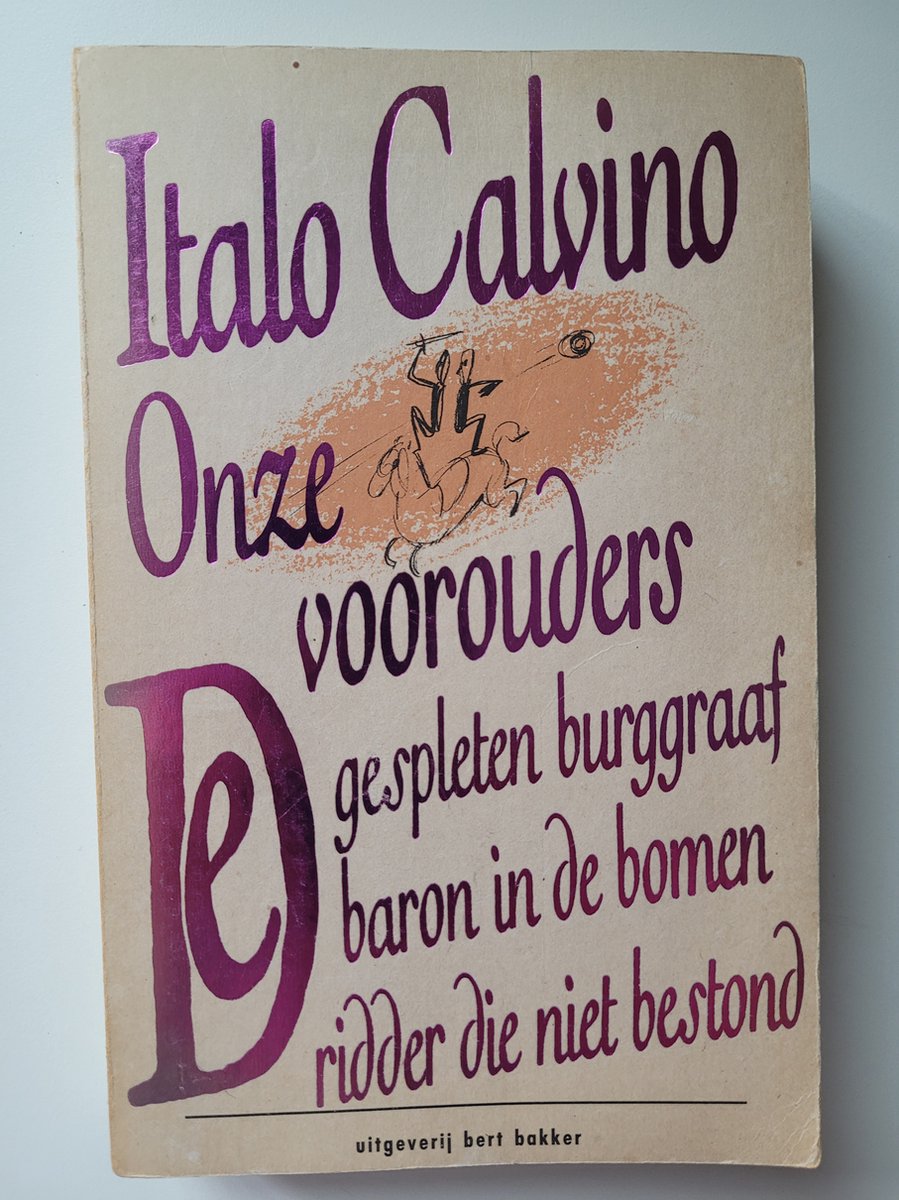 Italo Calvino
Onze
voorouders
De
gespleten burggraaf
baron in de bomen
ridder die niet bestond
uitgeverij bert bakker